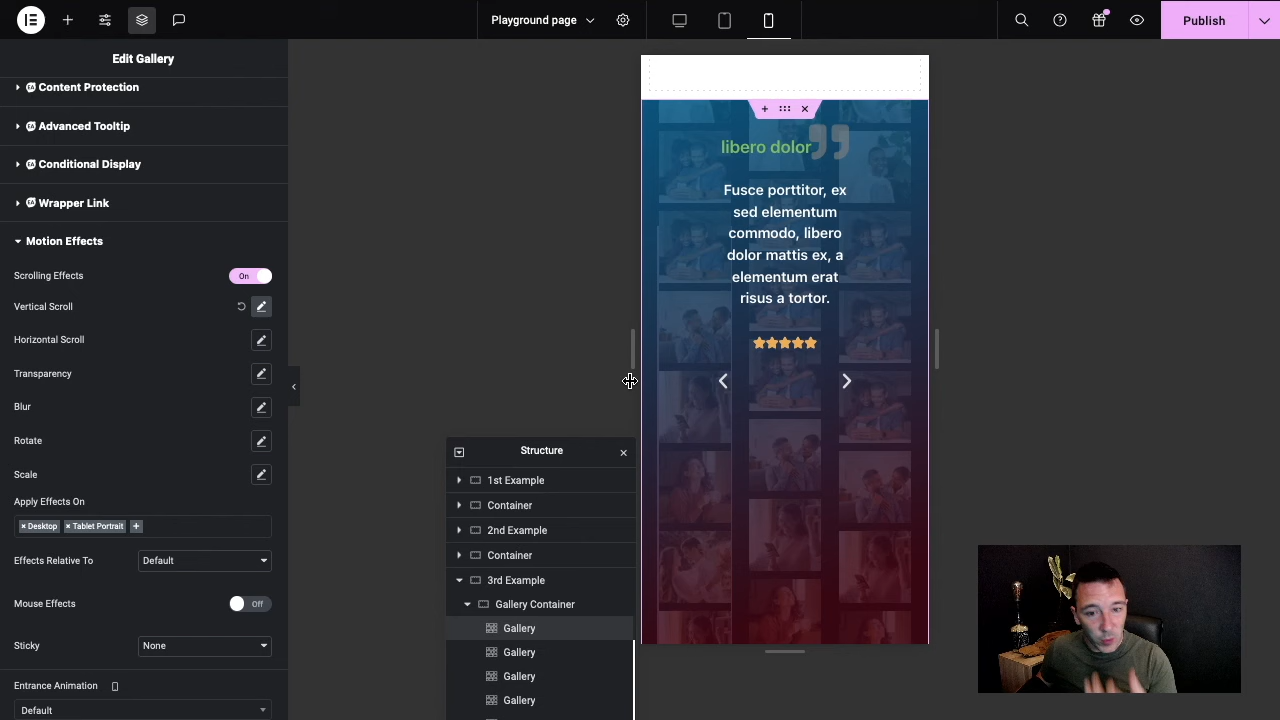 Playground page
Publish
Edit Gallery
Content Protection
Advanced Tooltip
Conditional Display
Wrapper Link
Motion Effects
Scrolling Effects
On
Vertical Scroll
Horizontal Scroll
Transparency
Blur
Rotate
Scale
Apply Effects On
× Desktop × Tablet Portrait +
Effects Relative To
Default
Mouse Effects
Off
Sticky
None
Entrance Animation
Default
Structure
1st Example
Container
2nd Example
Container
3rd Example
Gallery Container
Gallery
Gallery
Gallery
Gallery
libero dolor
Fusce porttitor, ex
sed elementum
commodo, libero
dolor mattis ex, a
elementum erat
risus a tortor.